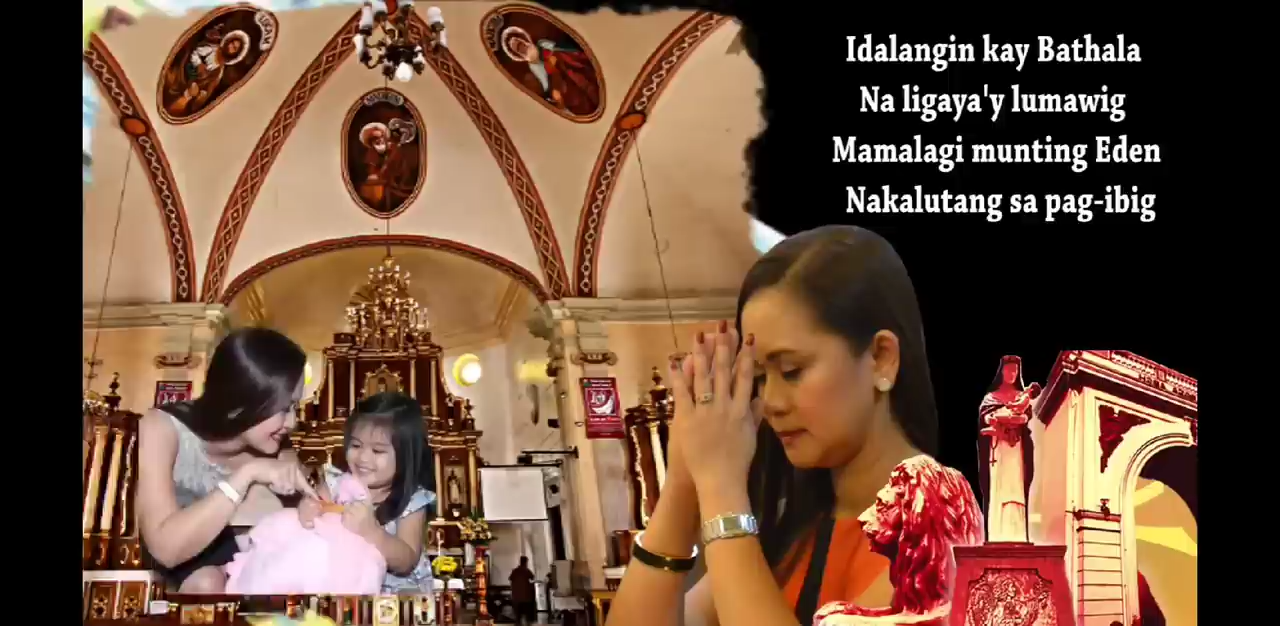 Idalangin kay Bathala
Na ligaya'y lumawig
Mamalagi munting Eden
Nakalutang sa pag-ibig